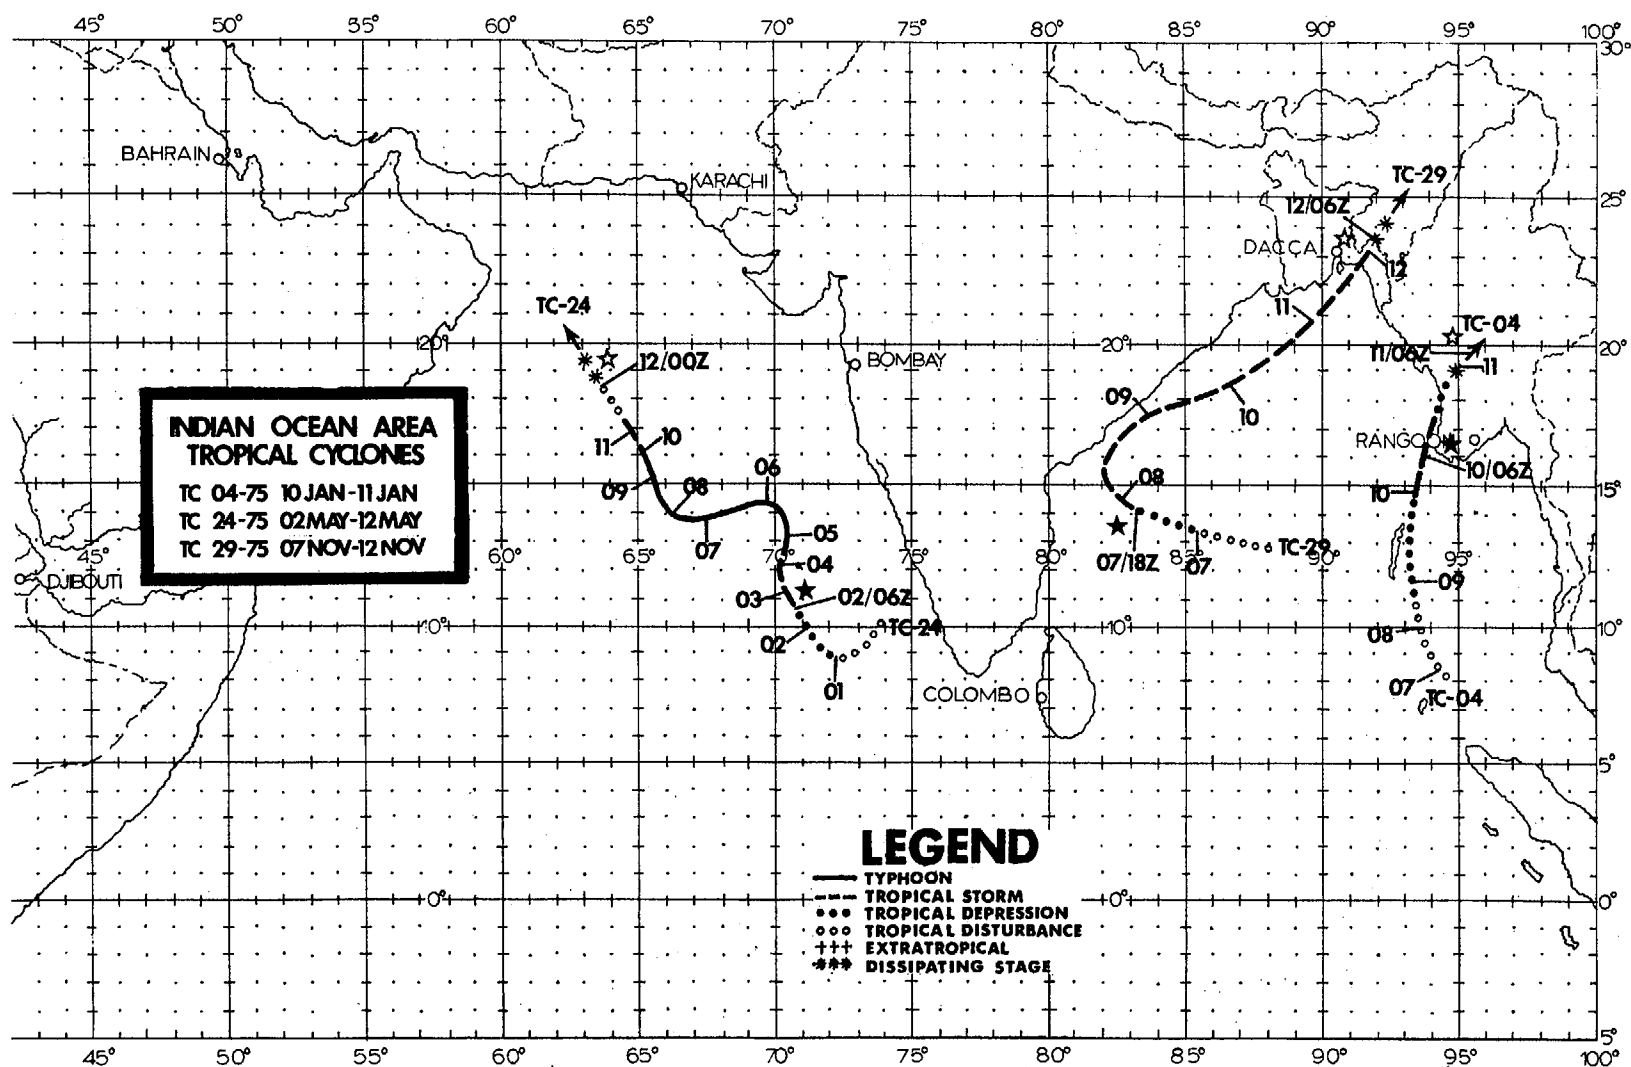 45° 50° 55° 60° 65° 70° 75° 80° 85° 90° 95° 100°
30°
BAHRAIN
KARACHI
TC-29
12/06Z
25°
DACCA
12
TC-24
11
TC-04
20°
12/00Z
BOMBAY
20°
11/06Z
11
20°
09
10
INDIAN OCEAN AREA
TROPICAL CYCLONES
TC 04-75 10 JAN-11 JAN
TC 24-75 02 MAY-12 MAY
TC 29-75 07 NOV-12 NOV
11
10
RANGOO
10/06Z
06
09
08
08
10
15°
07
05
45°
70°
75°
07/18Z
07
TC-29
95°
DJIBOUTI
04
09
03
02/06Z
10°
02
TC-24
10°
08
10°
01
COLOMBO
07
TC-04
5°
LEGEND
TYPHOON
TROPICAL STORM
TROPICAL DEPRESSION
TROPICAL DISTURBANCE
EXTRATROPICAL
DISSIPATING STAGE
0°
0°
0°
5°
45° 50° 55° 60° 65° 70° 75° 80° 85° 90° 95° 100°